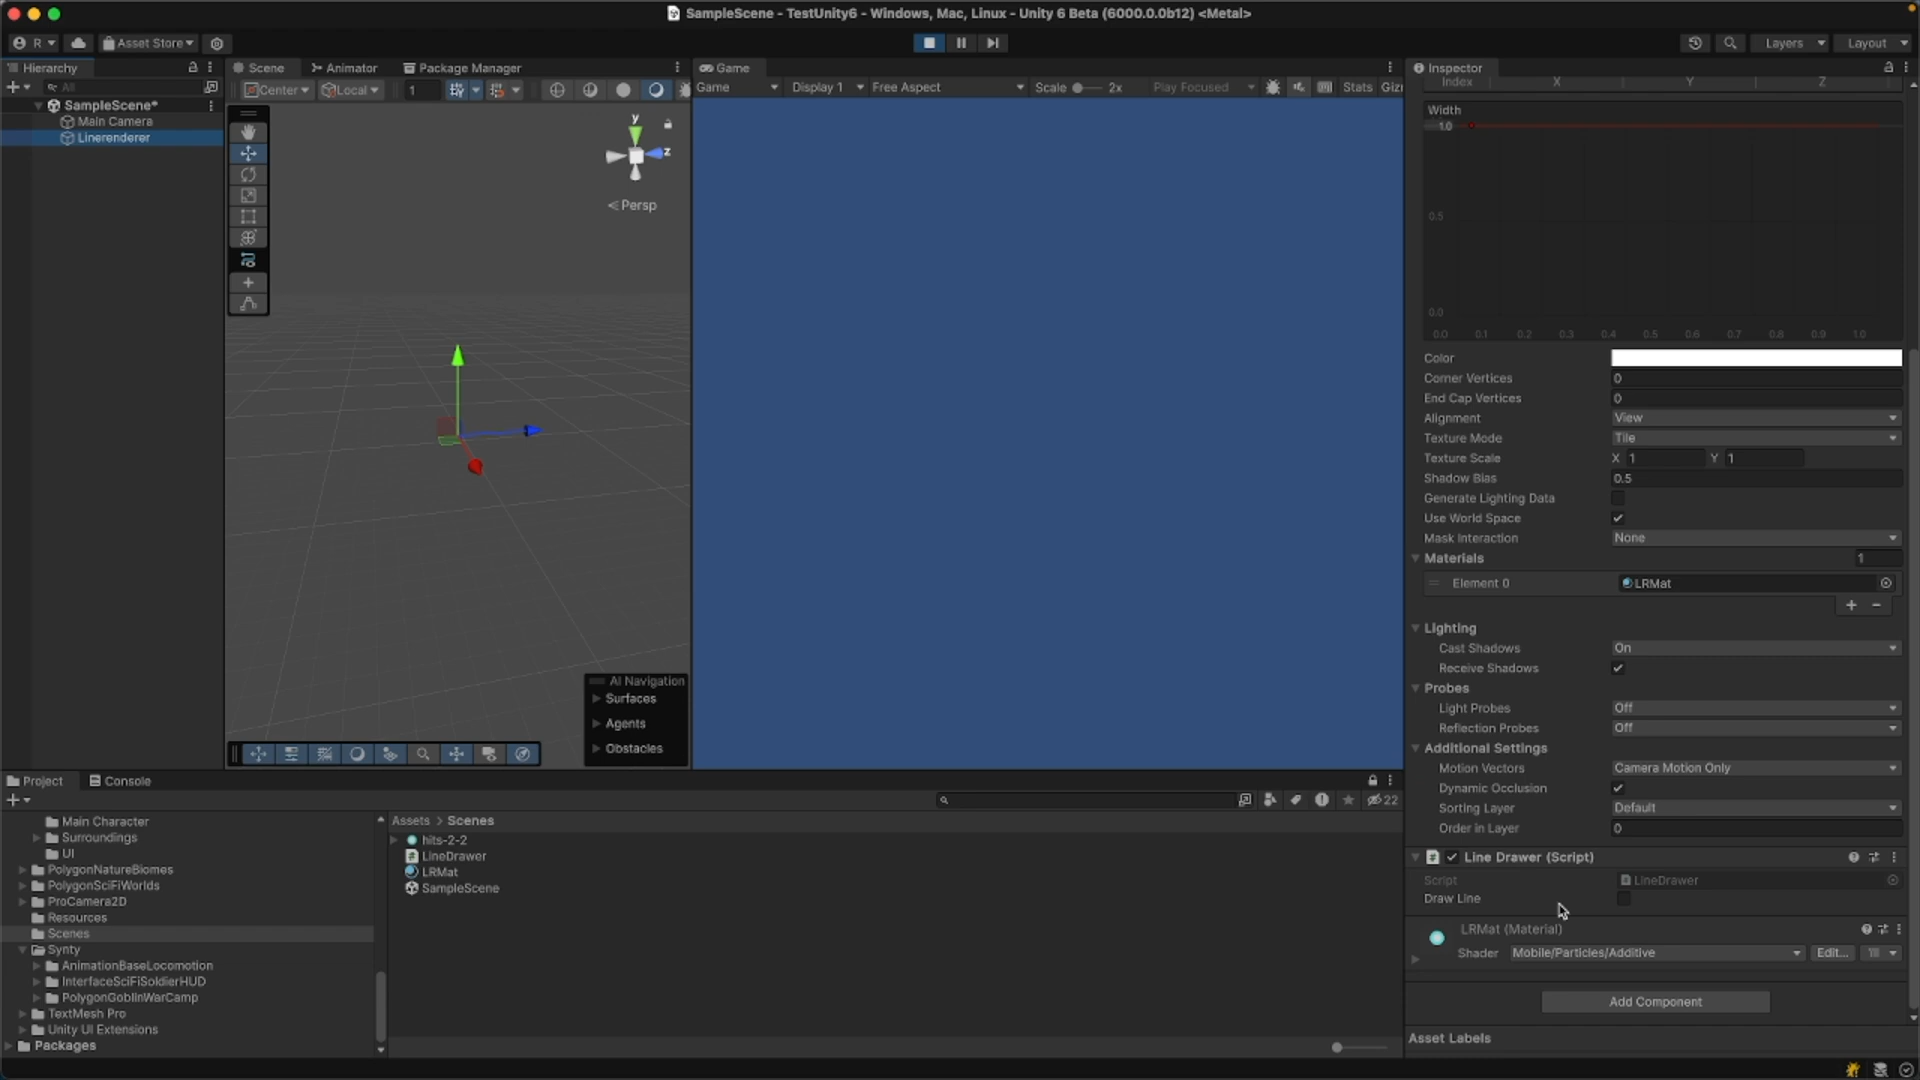 SampleScene - TestUnity6 - Windows, Mac, Linux - Unity 6 Beta (6000.0.0b12) <Metal>
R
Asset Store
Layers
Layout
Hierarchy
All
SampleScene*
Main Camera
Linerenderer
Scene
Animator
Package Manager
Center
Local
1
y
z
Persp
AI Navigation
Surfaces
Agents
Obstacles
Game
Game
Display 1
Free Aspect
Scale
2x
Play Focused
Stats
Giz
Inspector
Index
X
Y
Z
Width
1.0
0.5
0.0
0.0 0.1 0.2 0.3 0.4 0.5 0.6 0.7 0.8 0.9 1.0
Color
Corner Vertices 0
End Cap Vertices 0
Alignment View
Texture Mode Tile
Texture Scale X 1 Y 1
Shadow Bias 0.5
Generate Lighting Data
Use World Space
Mask Interaction None
Materials 1
Element 0 LRMat
Lighting
Cast Shadows On
Receive Shadows
Probes
Light Probes Off
Reflection Probes Off
Additional Settings
Motion Vectors Camera Motion Only
Dynamic Occlusion
Sorting Layer Default
Order in Layer 0
Line Drawer (Script)
Script LineDrawer
Draw Line
LRMat (Material)
Shader Mobile/Particles/Additive Edit...
Add Component
Asset Labels
Project
Console
22
Main Character
Surroundings
UI
PolygonNatureBiomes
PolygonSciFiWorlds
ProCamera2D
Resources
Scenes
Synty
AnimationBaseLocomotion
InterfaceSciFiSoldierHUD
PolygonGoblinWarCamp
TextMesh Pro
Unity UI Extensions
Packages
Assets > Scenes
hits-2-2
LineDrawer
LRMat
SampleScene